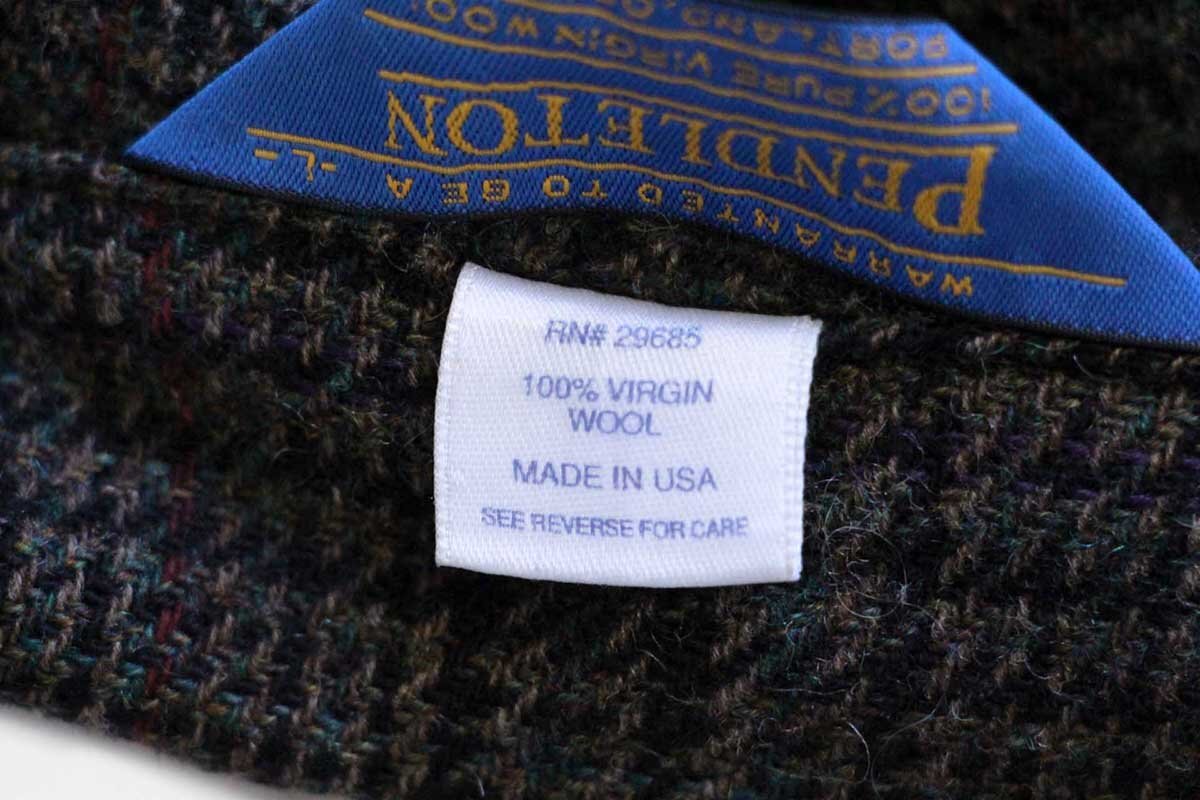 WARRANTED TO BE A -L-
PENDLETON
100% PURE VIRGIN WOOL
PORTLAND,
RN# 29685
100% VIRGIN
WOOL
MADE IN USA
SEE REVERSE FOR CARE